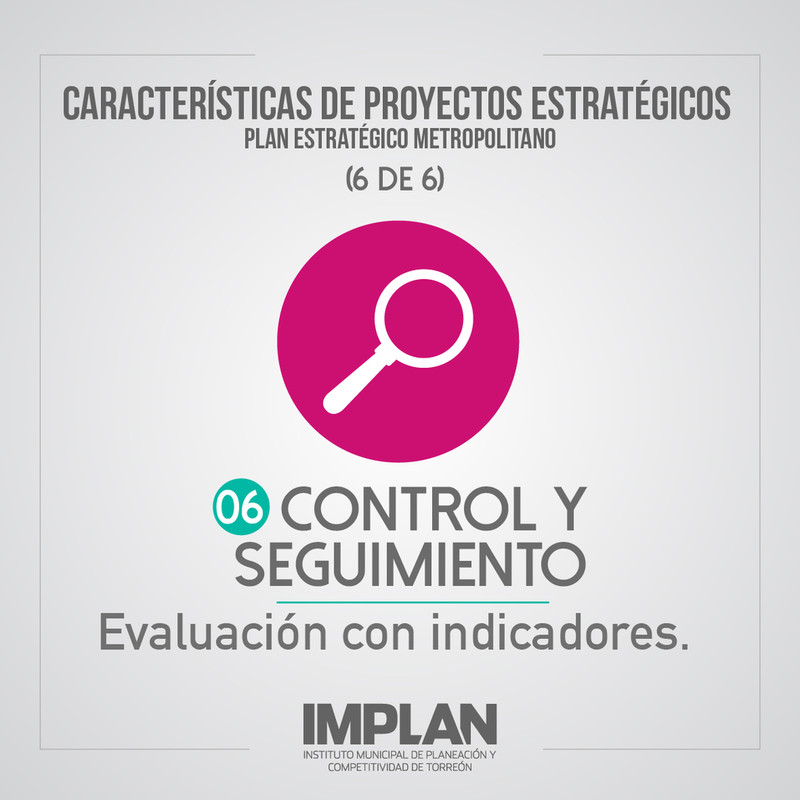 CARACTERÍSTICAS DE PROYECTOS ESTRATÉGICOS
PLAN ESTRATÉGICO METROPOLITANO
(6 DE 6)
06 CONTROL Y
SEGUIMIENTO
Evaluación con indicadores.
IMPLAN
INSTITUTO MUNICIPAL DE PLANEACIÓN Y
COMPETITIVIDAD DE TORREÓN